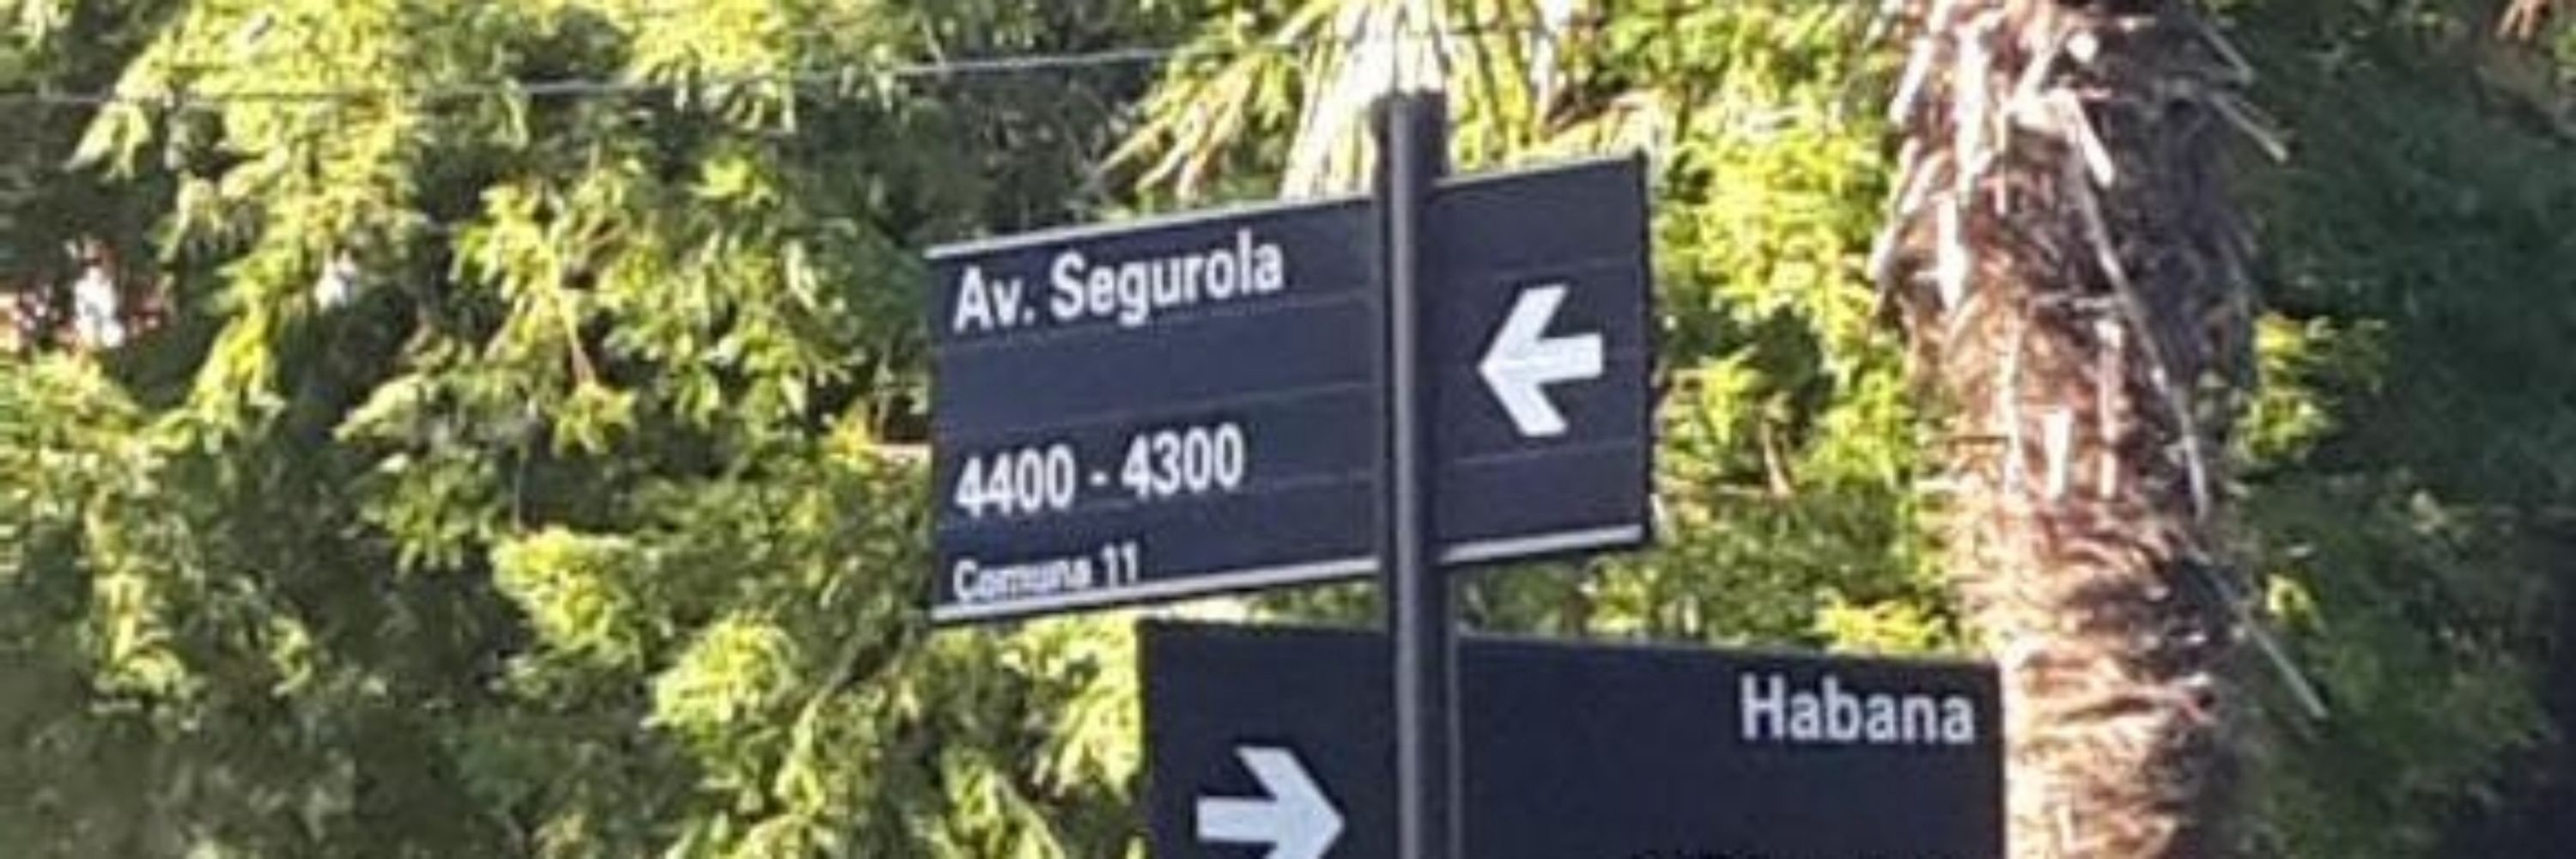 Av. Segurola
4400 - 4300
Comuna 11
Habana